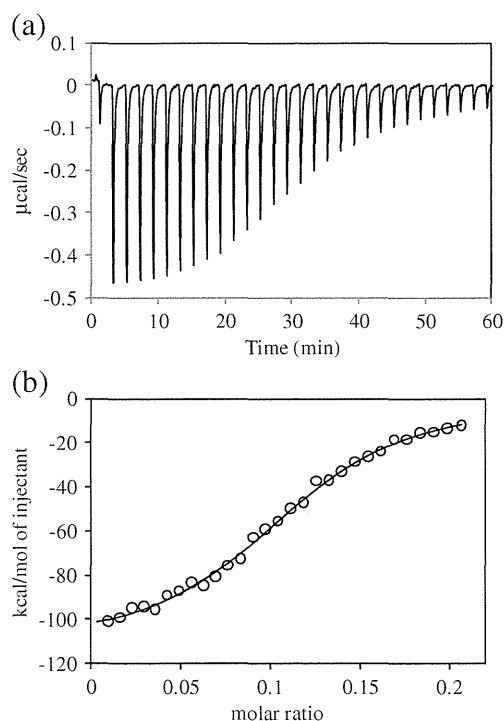 (a)
0.1
0
-0.1
-0.2
-0.3
-0.4
-0.5
µcal/sec
0 10 20 30 40 50 60
Time (min)
(b)
0
-20
-40
-60
-80
-100
-120
kcal/mol of injectant
0 0.05 0.1 0.15 0.2
molar ratio